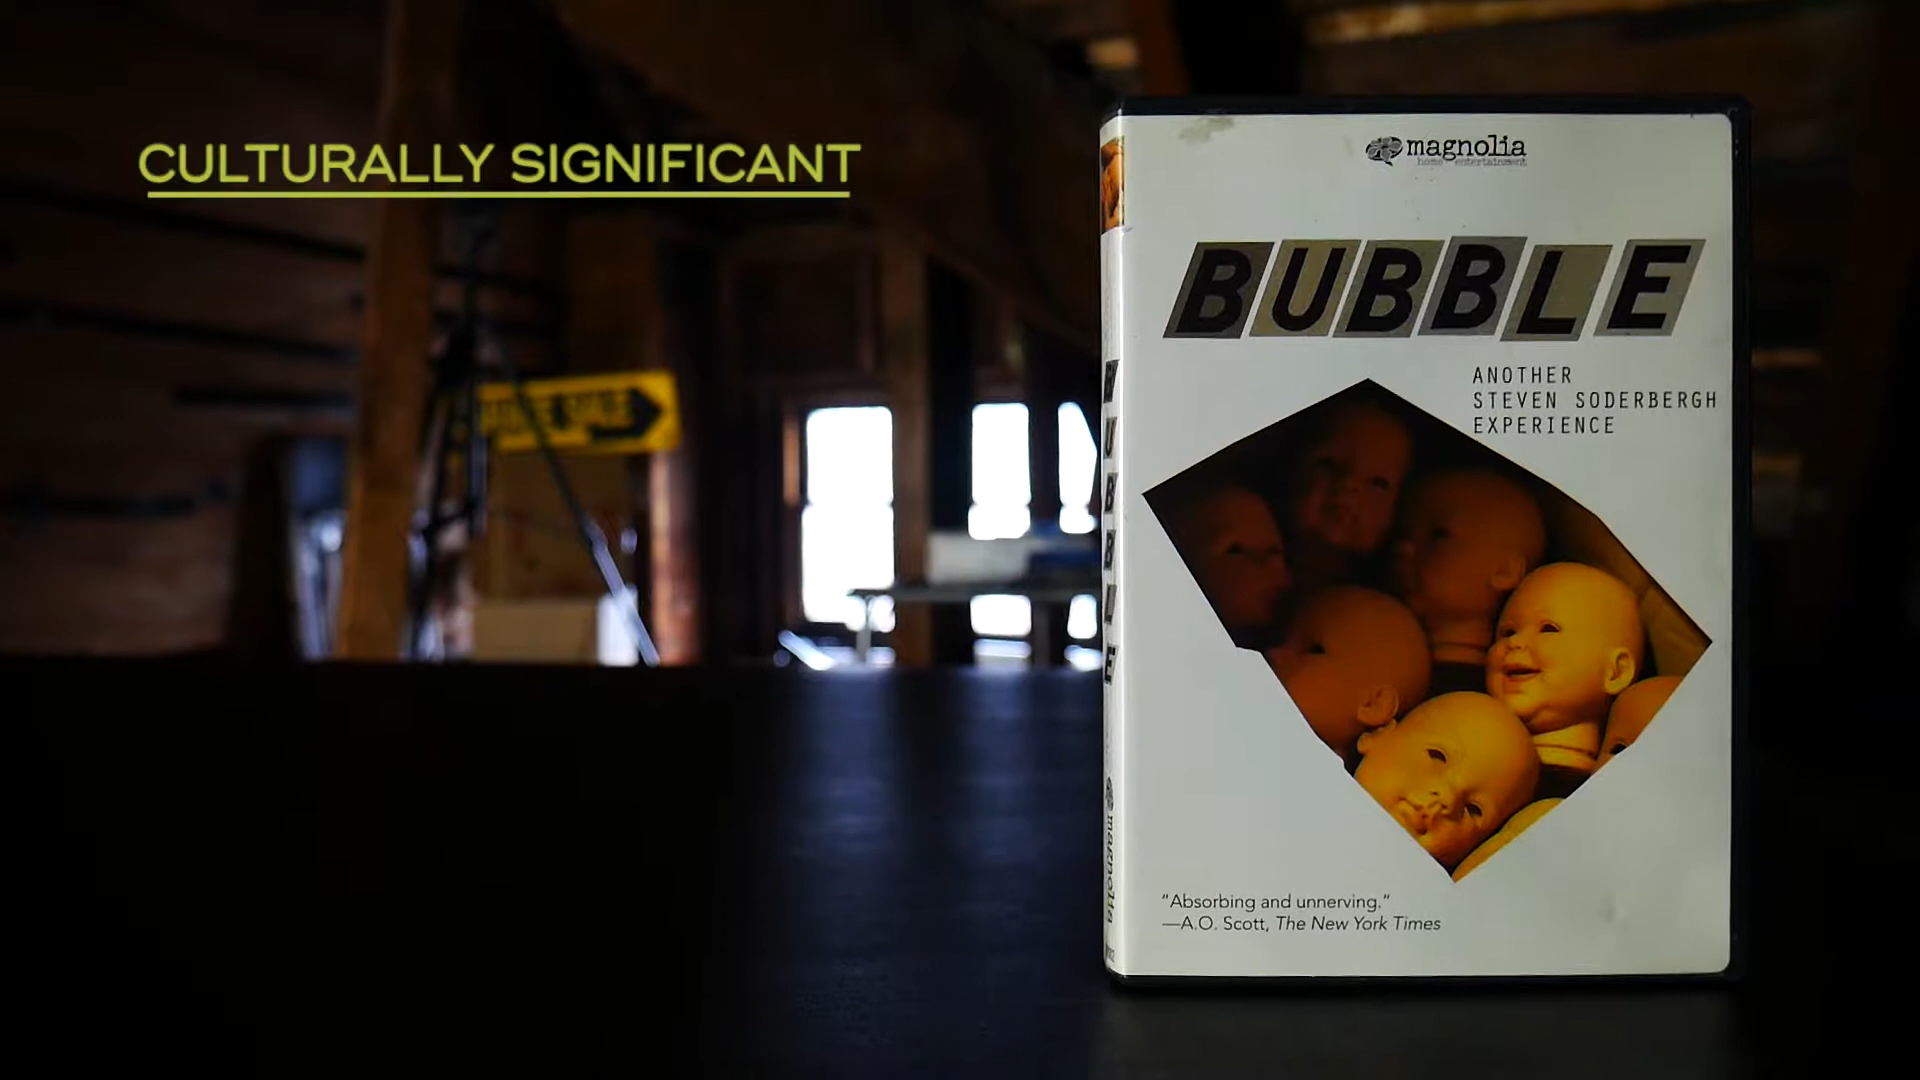 CULTURALLY SIGNIFICANT
magnolia
home entertainment
BUBBLE
ANOTHER
STEVEN SODERBERGH
EXPERIENCE
BUBBLE
magnolia
"Absorbing and unnerving."
—A.O. Scott, The New York Times